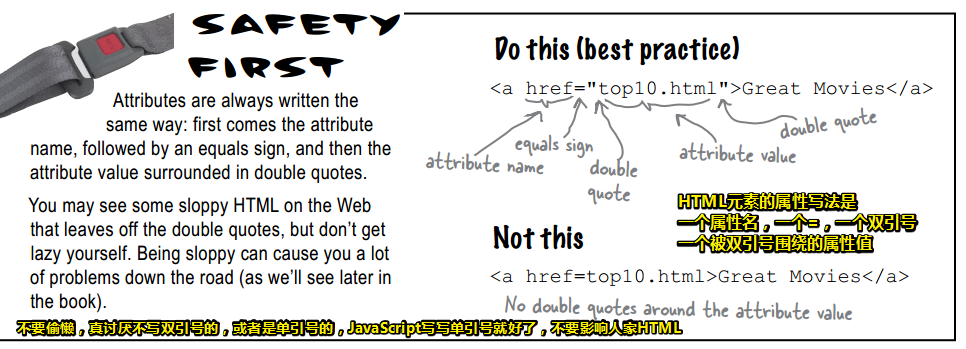 SAFETY
FIRST
Attributes are always written the
same way: first comes the attribute
name, followed by an equals sign, and then the
attribute value surrounded in double quotes.
You may see some sloppy HTML on the Web
that leaves off the double quotes, but don't get
lazy yourself. Being sloppy can cause you a lot
of problems down the road (as we'll see later in
the book).
不要偷懒，真讨厌不写双引号的，或者是单引号的，JavaScript写写单引号就好了，不要影响人家HTML
Do this (best practice)
<a href="top10.html">Great Movies</a>
attribute name
equals sign
double
quote
attribute value
double quote
HTML元素的属性写法是
一个属性名，一个=，一个双引号
一个被双引号围绕的属性值
Not this
<a href=top10.html>Great Movies</a>
No double quotes around the attribute value